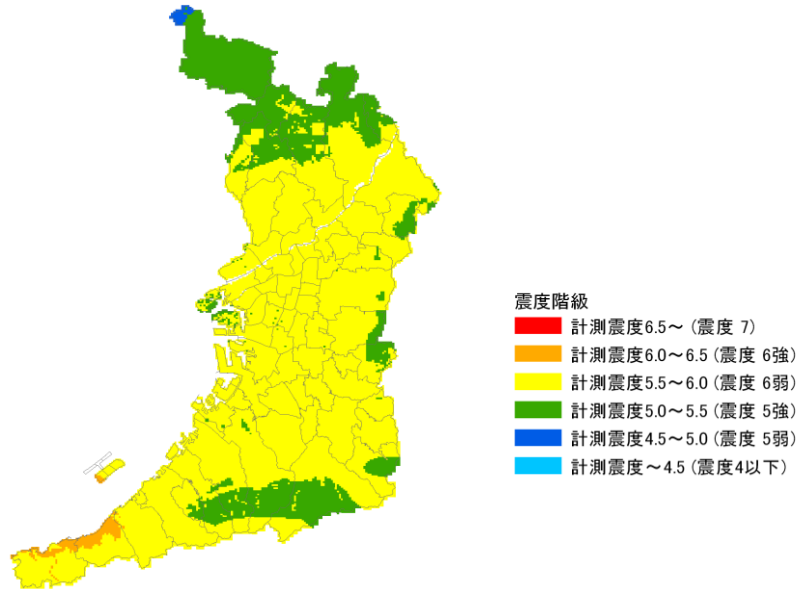 震度階級
計測震度6.5～ (震度 7)
計測震度6.0～6.5 (震度 6強)
計測震度5.5～6.0 (震度 6弱)
計測震度5.0～5.5 (震度 5強)
計測震度4.5～5.0 (震度 5弱)
計測震度～4.5 (震度4以下)